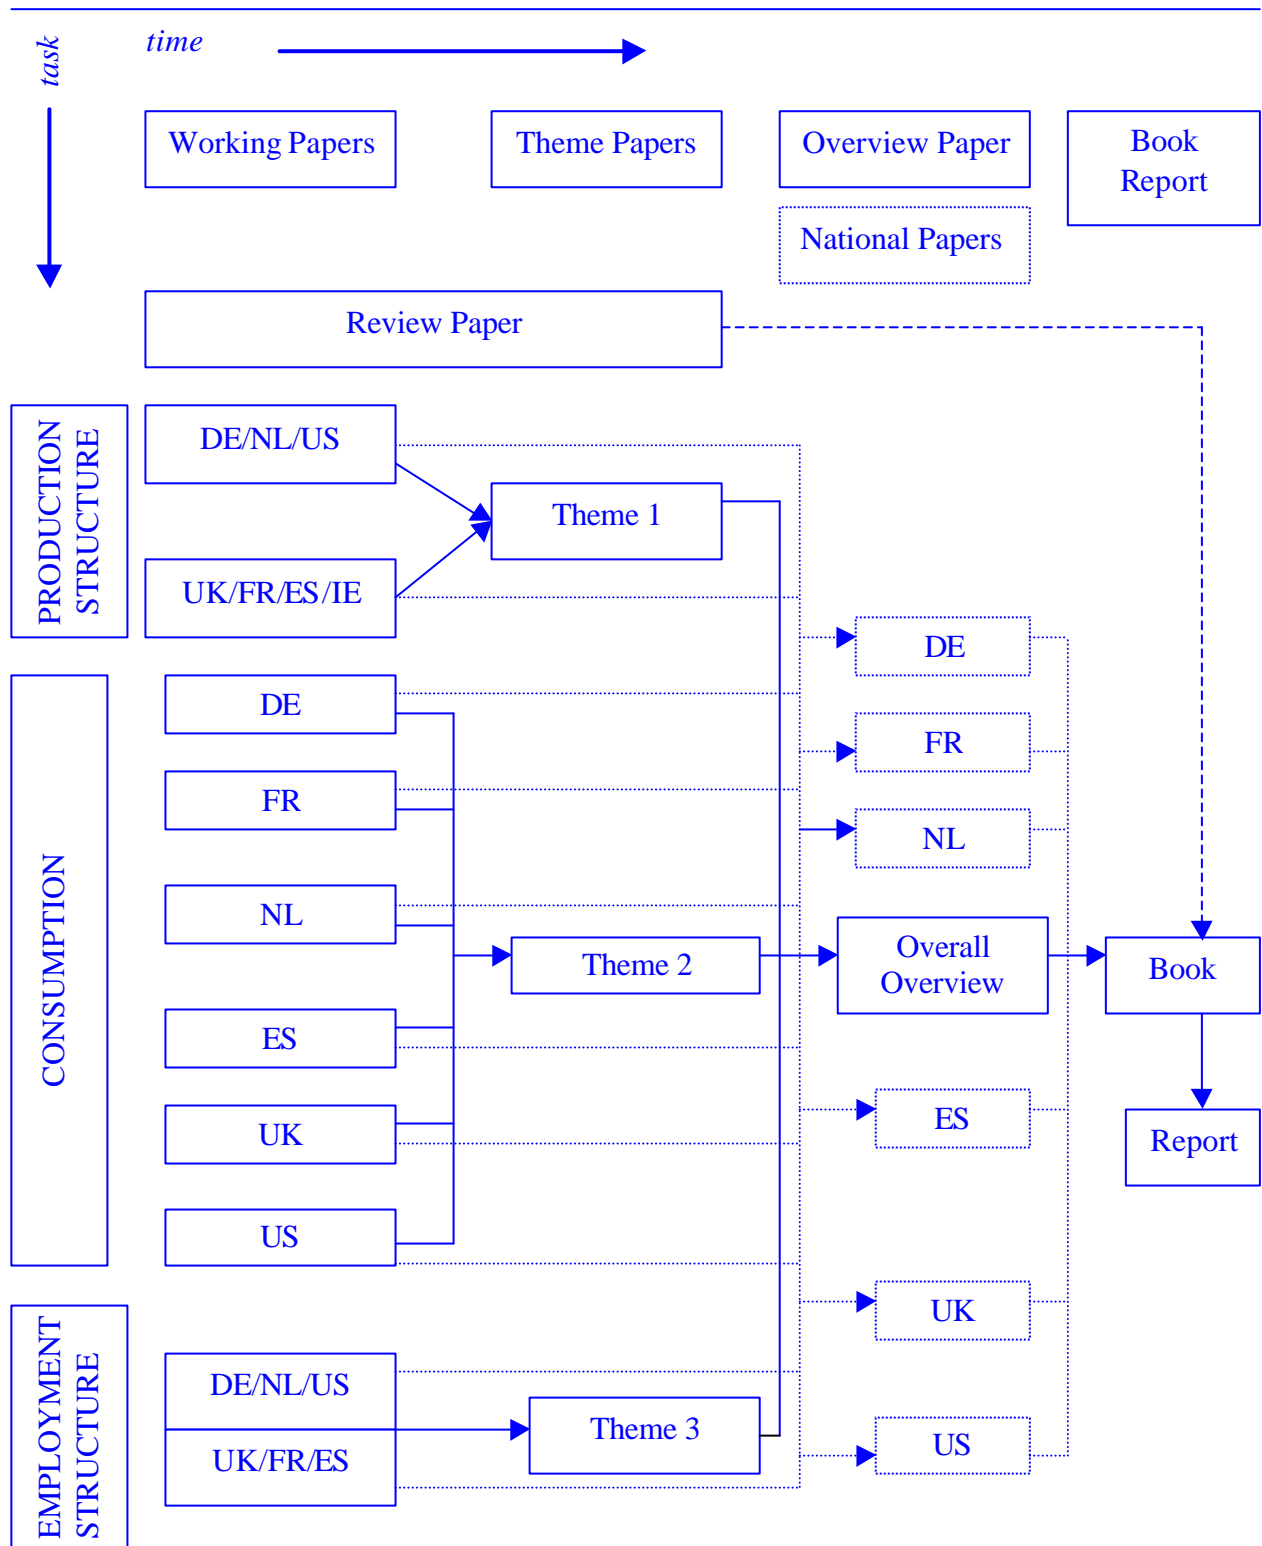 time
task
Working Papers
Theme Papers
Overview Paper
Book
Report
National Papers
Review Paper
PRODUCTION
STRUCTURE
DE/NL/US
Theme 1
UK/FR/ES/IE
DE
FR
NL
ES
UK
US
CONSUMPTION
DE
FR
NL
ES
UK
US
Theme 2
Overall
Overview
Book
Report
EMPLOYMENT
STRUCTURE
DE/NL/US
UK/FR/ES
Theme 3